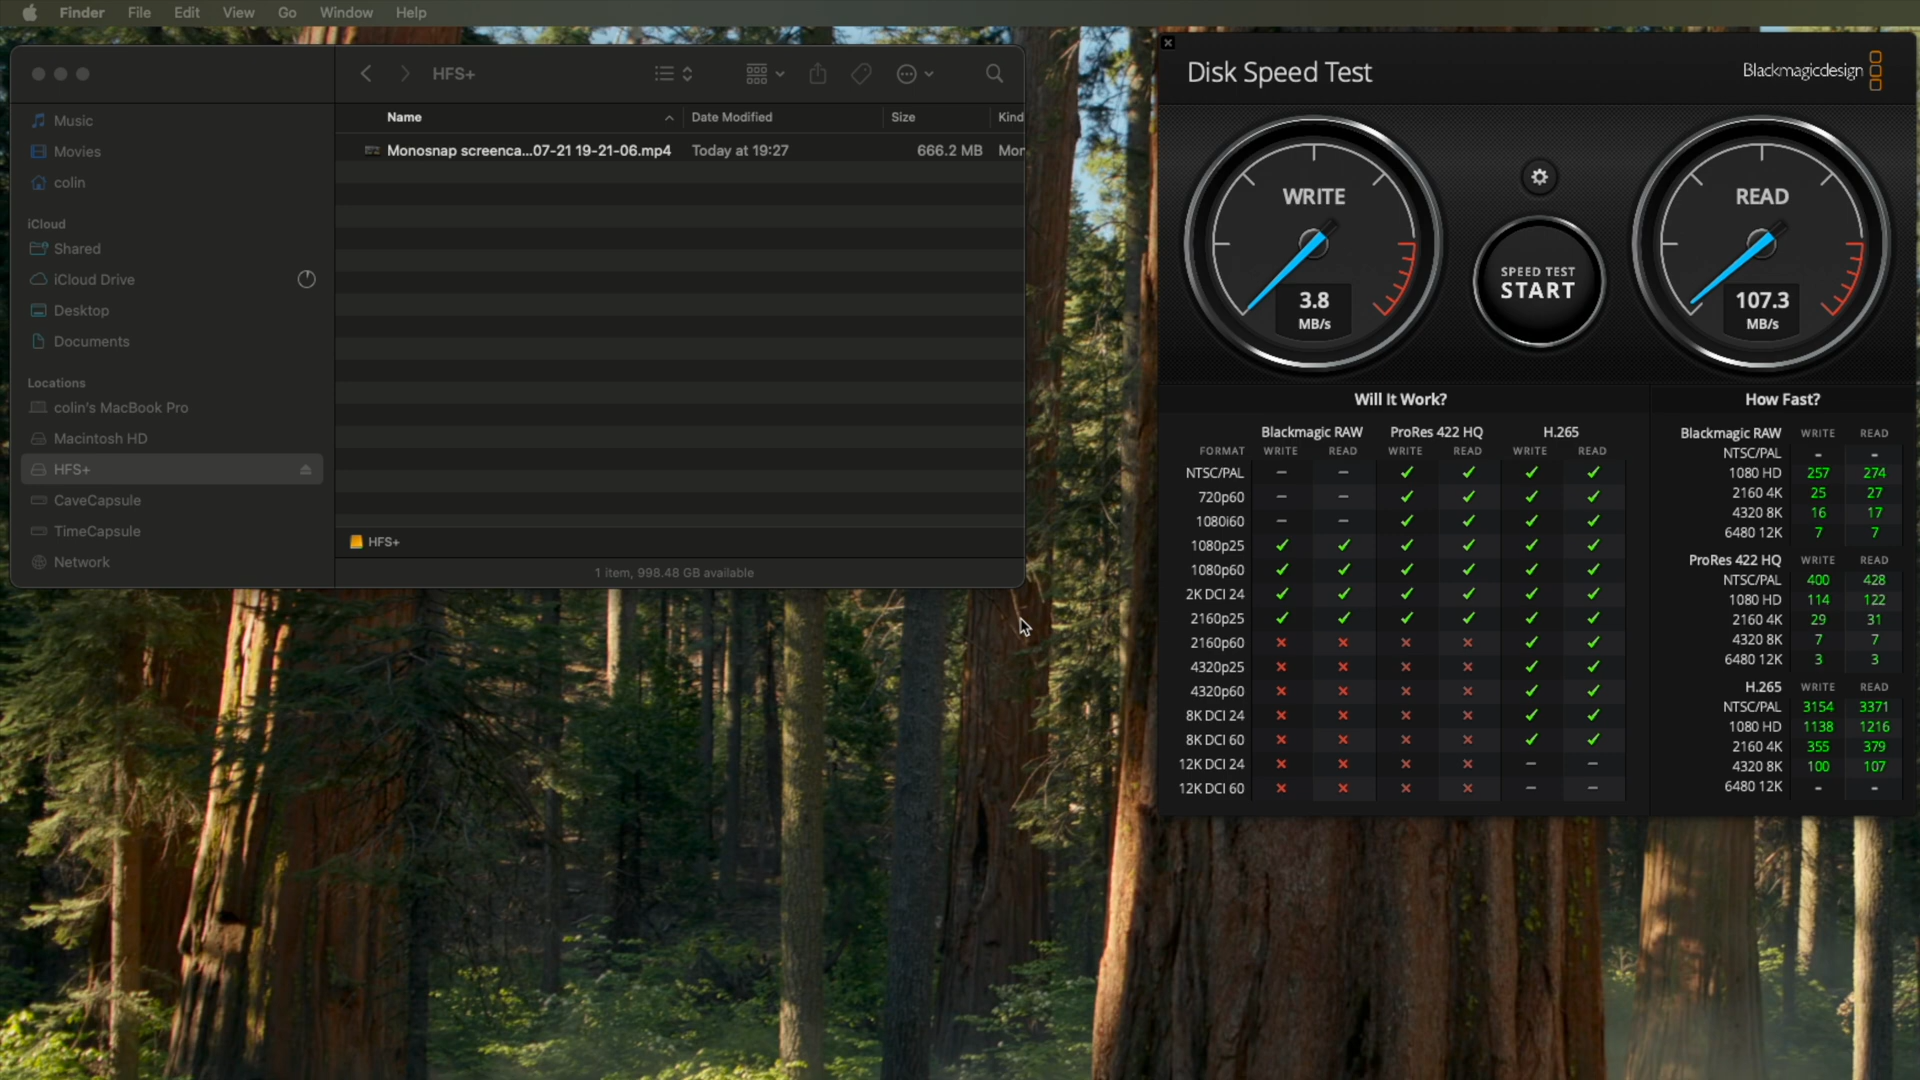 Finder File Edit View Go Window Help
HFS+
Name Date Modified Size Kind
Monosnap screenca...07-21 19-21-06.mp4 Today at 19:27 666.2 MB Mor
Music
Movies
colin
iCloud
Shared
iCloud Drive
Desktop
Documents
Locations
colin's MacBook Pro
Macintosh HD
HFS+
CaveCapsule
TimeCapsule
Network
HFS+
1 item, 998.48 GB available
Disk Speed Test
Blackmagicdesign
WRITE
3.8
MB/s
SPEED TEST
START
READ
107.3
MB/s
Will It Work?
Blackmagic RAW ProRes 422 HQ H.265
FORMAT WRITE READ WRITE READ WRITE READ
NTSC/PAL – – ✓ ✓ ✓ ✓
720p60 – – ✓ ✓ ✓ ✓
1080i60 – – ✓ ✓ ✓ ✓
1080p25 ✓ ✓ ✓ ✓ ✓ ✓
1080p60 ✓ ✓ ✓ ✓ ✓ ✓
2K DCI 24 ✓ ✓ ✓ ✓ ✓ ✓
2160p25 ✓ ✓ ✓ ✓ ✓ ✓
2160p60 × × × × ✓ ✓
4320p25 × × × × ✓ ✓
4320p60 × × × × ✓ ✓
8K DCI 24 × × × × ✓ ✓
8K DCI 60 × × × × ✓ ✓
12K DCI 24 × × × × – –
12K DCI 60 × × × × – –
How Fast?
Blackmagic RAW WRITE READ
NTSC/PAL - -
1080 HD 257 274
2160 4K 25 27
4320 8K 16 17
6480 12K 7 7
ProRes 422 HQ WRITE READ
NTSC/PAL 400 428
1080 HD 114 122
2160 4K 29 31
4320 8K 7 7
6480 12K 3 3
H.265 WRITE READ
NTSC/PAL 3154 3371
1080 HD 1138 1216
2160 4K 355 379
4320 8K 100 107
6480 12K - -